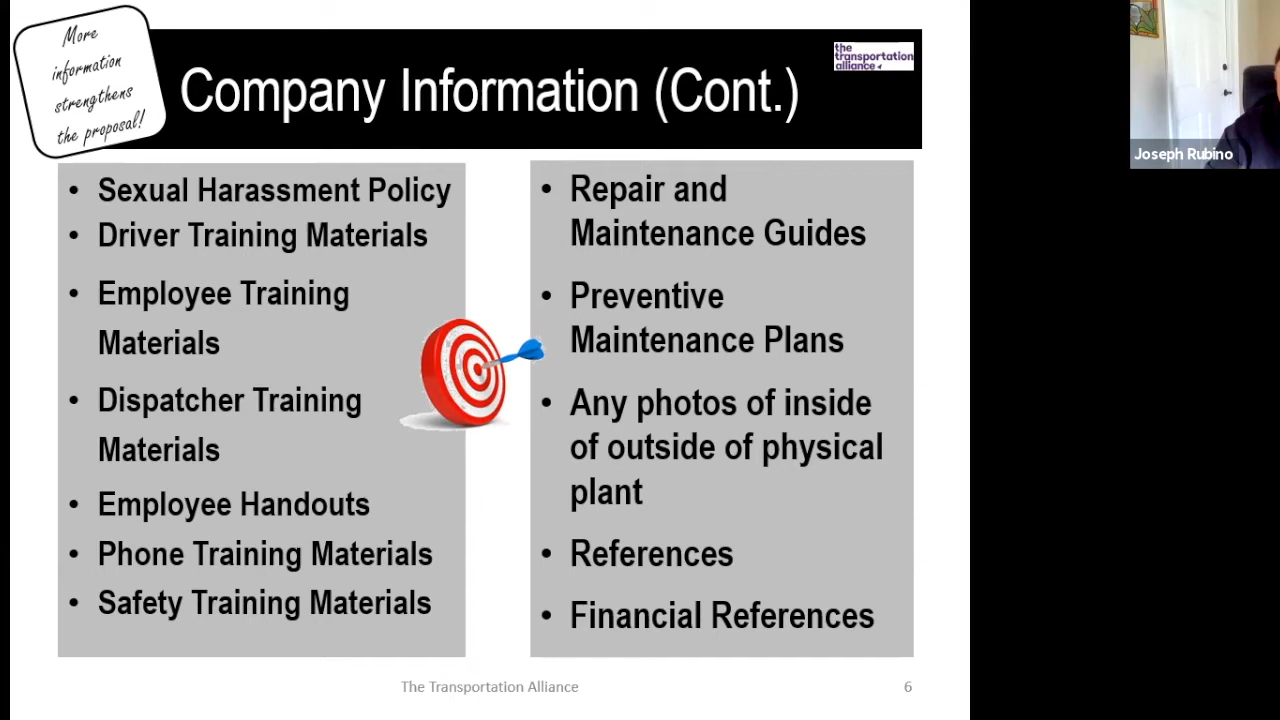 More
information
strengthens
the proposal!
Company Information (Cont.)
the
transportation
alliance
Joseph Rubino
• Sexual Harassment Policy
• Driver Training Materials
• Employee Training
Materials
• Dispatcher Training
Materials
• Employee Handouts
• Phone Training Materials
• Safety Training Materials
• Repair and
Maintenance Guides
• Preventive
Maintenance Plans
• Any photos of inside
of outside of physical
plant
• References
• Financial References
The Transportation Alliance
6